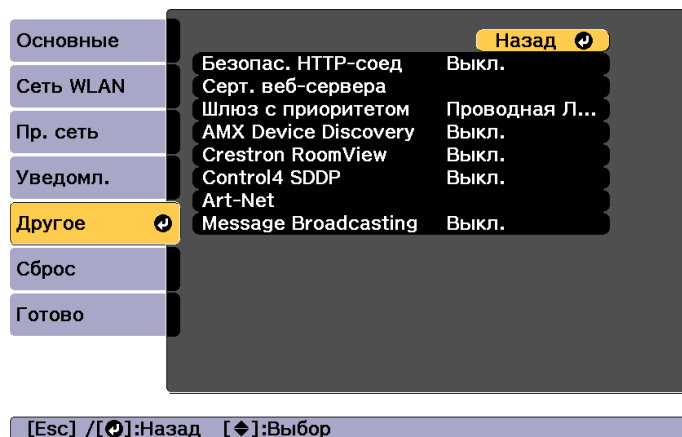 Основные
Сеть WLAN
Пр. сеть
Уведомл.
Другое
Сброс
Готово
Назад
Безопас. HTTP-соед Выкл.
Серт. веб-сервера
Шлюз с приоритетом Проводная Л...
AMX Device Discovery Выкл.
Crestron RoomView Выкл.
Control4 SDDP Выкл.
Art-Net
Message Broadcasting Выкл.
[Esc] /[ ]:Назад [ ]:Выбор